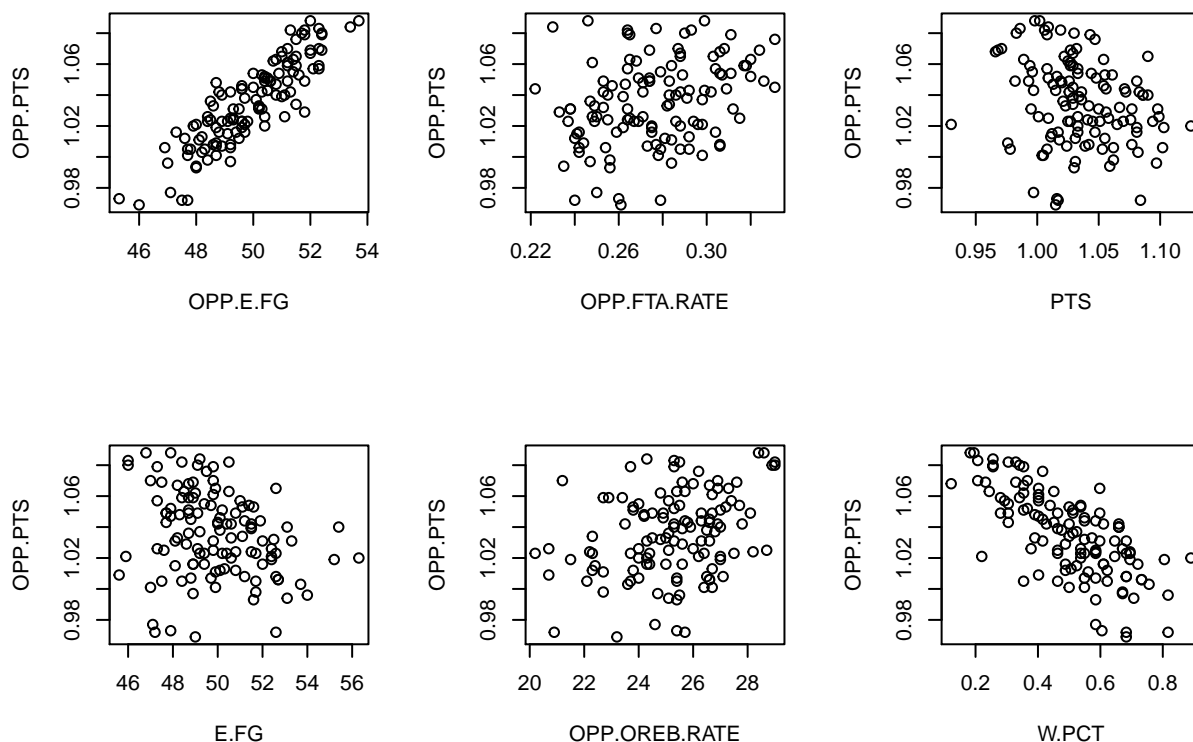 OPP.PTS
0.98 1.02 1.06
46 48 50 52 54
OPP.E.FG
OPP.PTS
0.98 1.02 1.06
0.22 0.26 0.30
OPP.FTA.RATE
OPP.PTS
0.98 1.02 1.06
0.95 1.00 1.05 1.10
PTS
OPP.PTS
0.98 1.02 1.06
46 48 50 52 54 56
E.FG
OPP.PTS
0.98 1.02 1.06
20 22 24 26 28
OPP.OREB.RATE
OPP.PTS
0.98 1.02 1.06
0.2 0.4 0.6 0.8
W.PCT